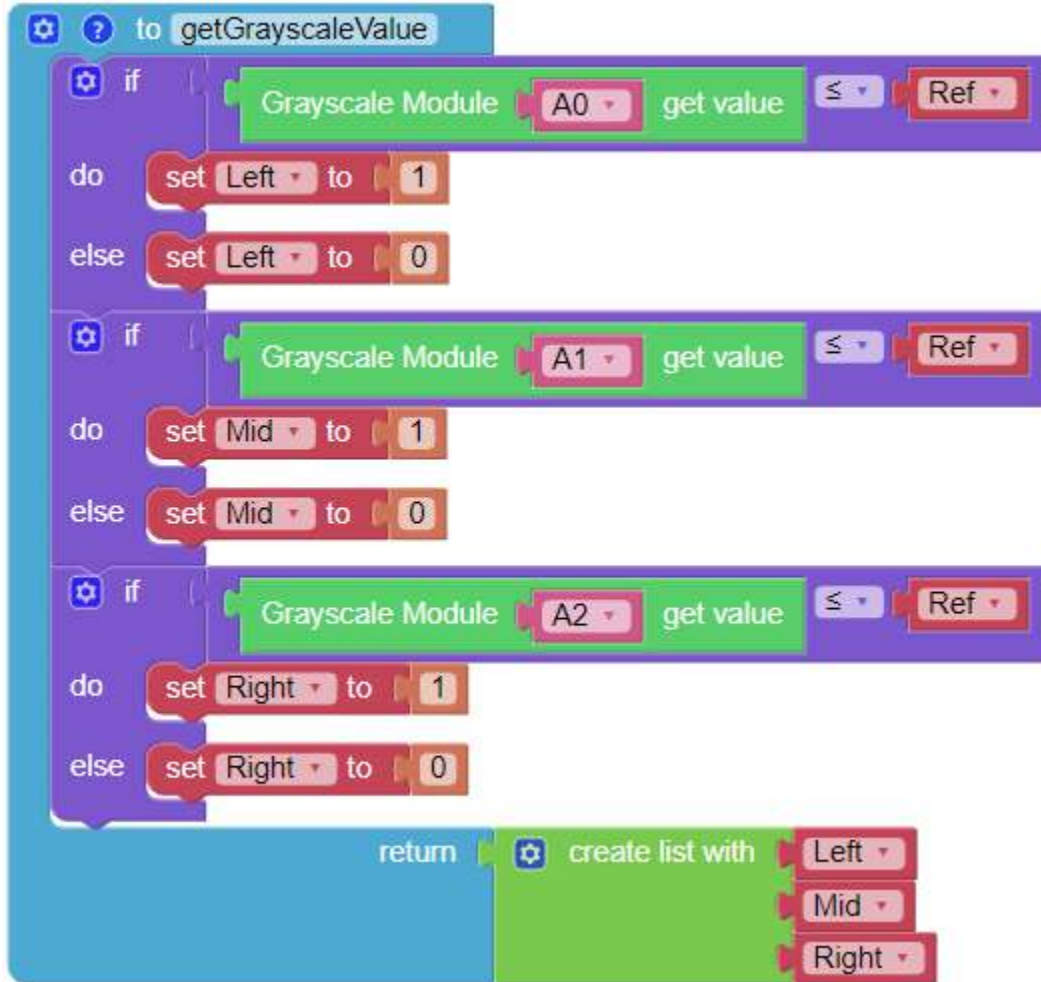 ? to getGrayscaleValue
if Grayscale Module A0 get value ≤ Ref
do set Left to 1
else set Left to 0
if Grayscale Module A1 get value ≤ Ref
do set Mid to 1
else set Mid to 0
if Grayscale Module A2 get value ≤ Ref
do set Right to 1
else set Right to 0
return create list with Left
Mid
Right